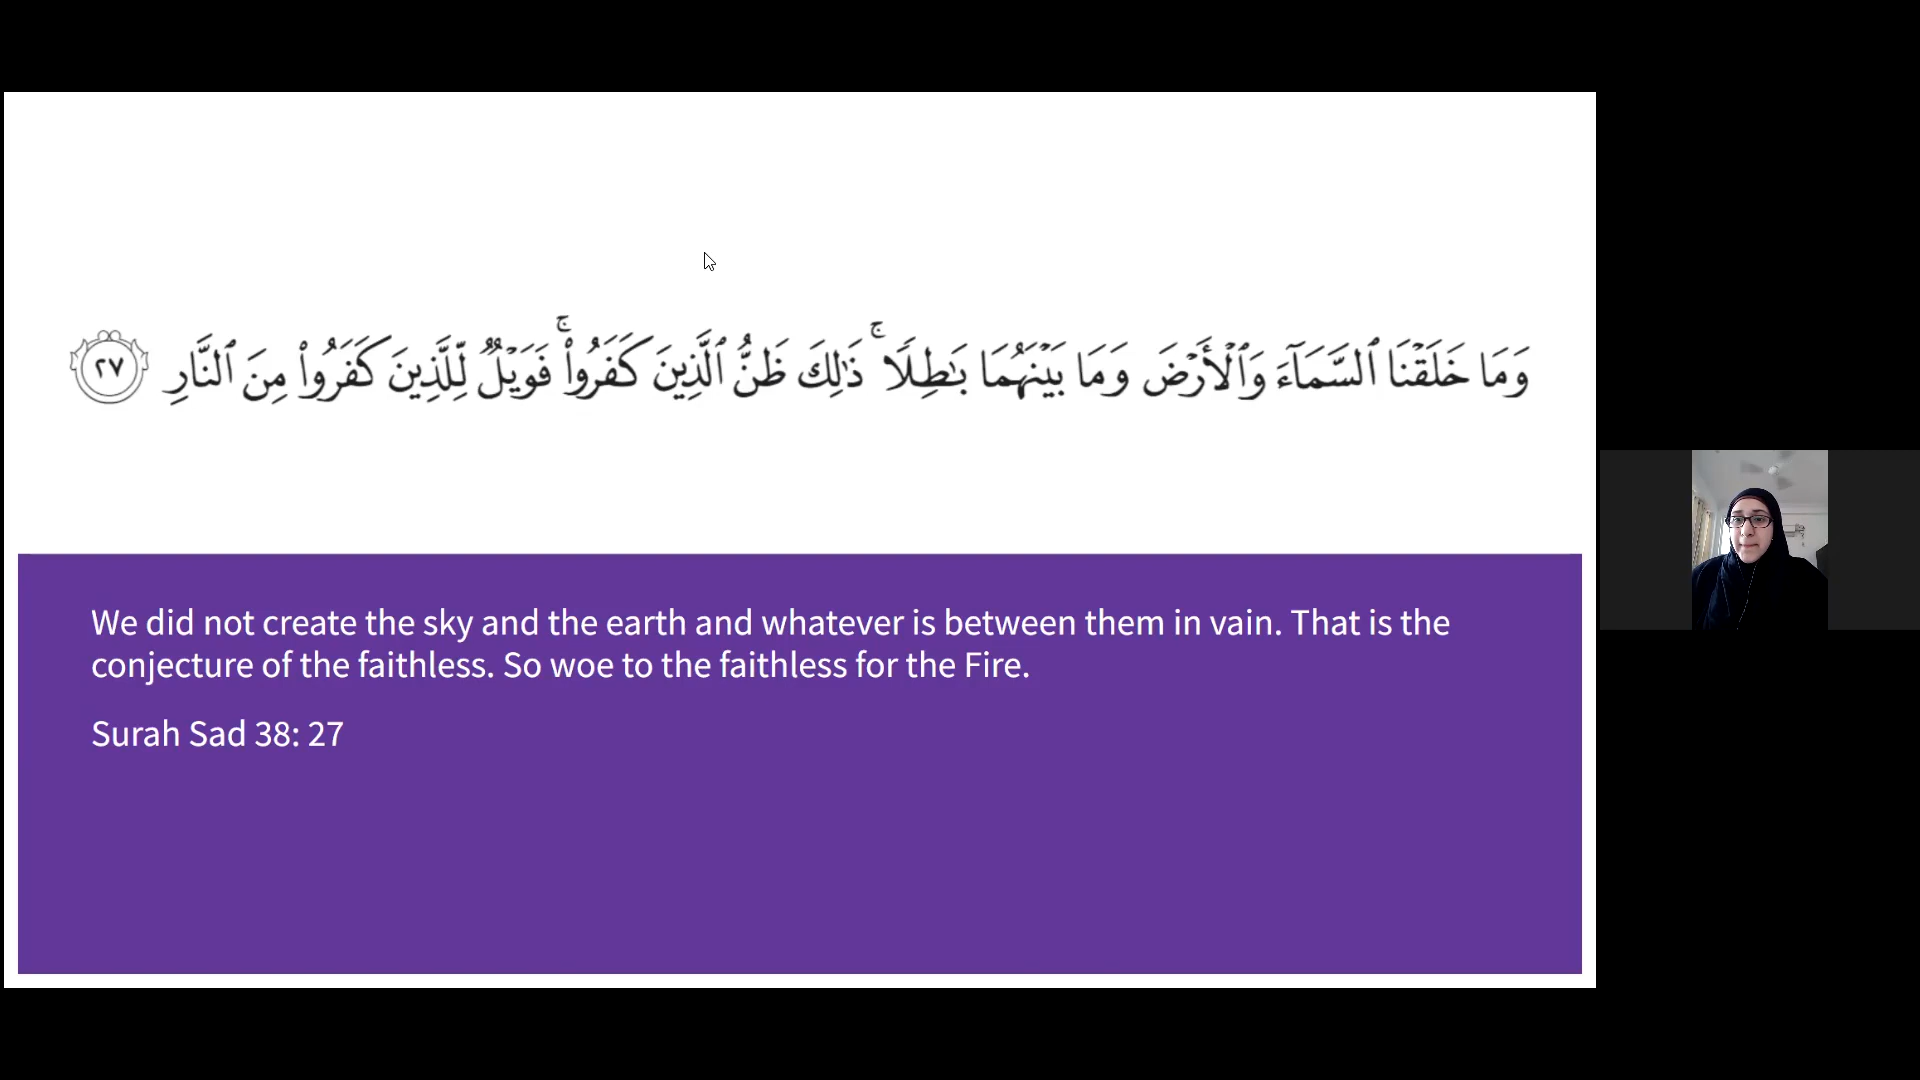 وَمَا خَلَقْنَا ٱلسَّمَآءَ وَٱلْأَرْضَ وَمَا بَيْنَهُمَا بَٰطِلًا ۚ ذَٰلِكَ ظَنُّ ٱلَّذِينَ كَفَرُوا۟ ۚ فَوَيْلٌ لِّلَّذِينَ كَفَرُوا۟ مِنَ ٱلنَّارِ ٢٧
We did not create the sky and the earth and whatever is between them in vain. That is the
conjecture of the faithless. So woe to the faithless for the Fire.
Surah Sad 38: 27